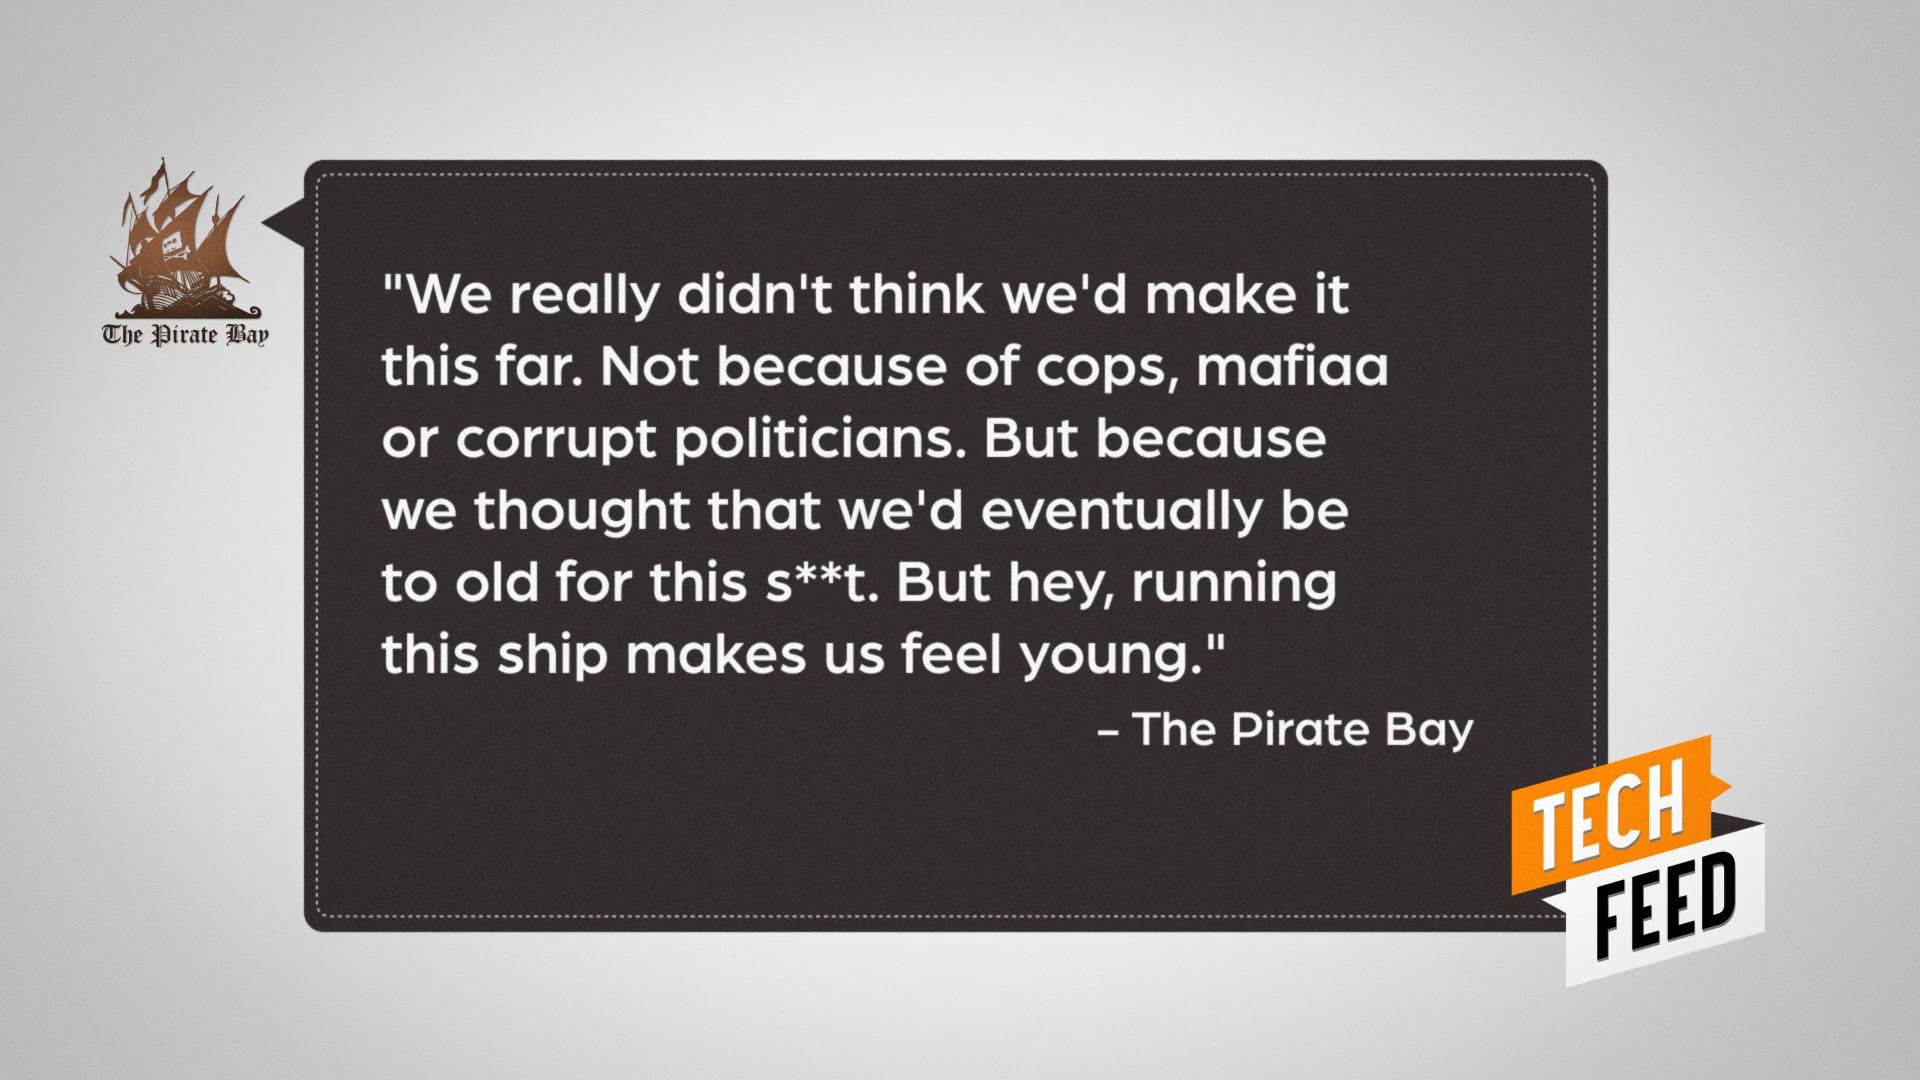 The Pirate Bay
"We really didn't think we'd make it
this far. Not because of cops, mafiaa
or corrupt politicians. But because
we thought that we'd eventually be
to old for this s**t. But hey, running
this ship makes us feel young."
– The Pirate Bay
TECH
FEED